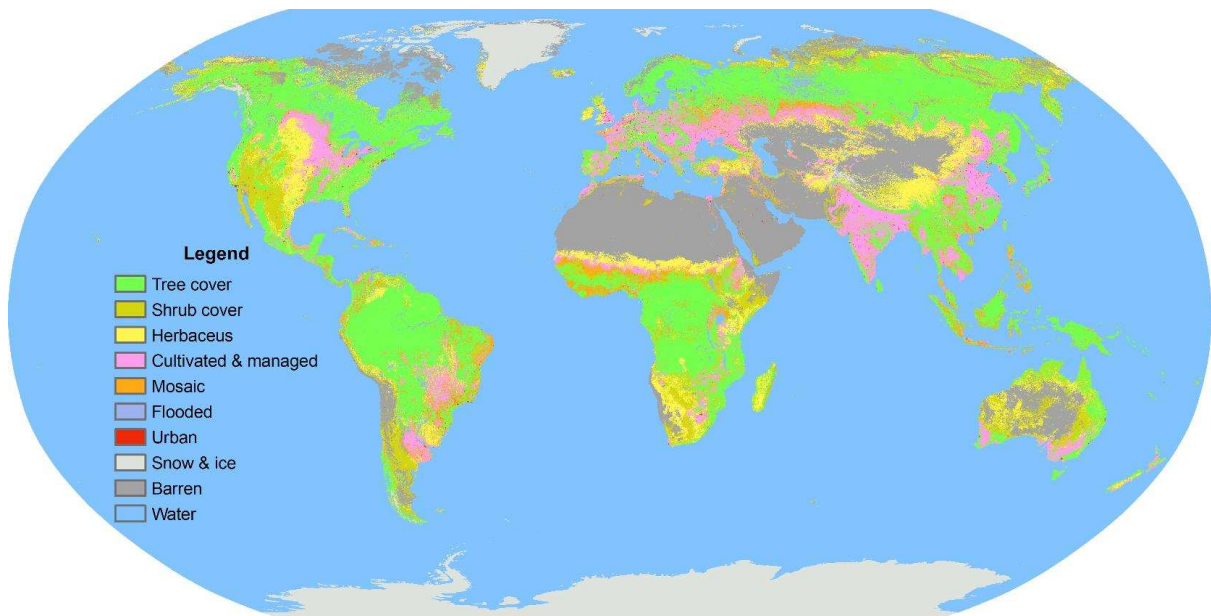 Legend
Tree cover
Shrub cover
Herbaceus
Cultivated & managed
Mosaic
Flooded
Urban
Snow & ice
Barren
Water